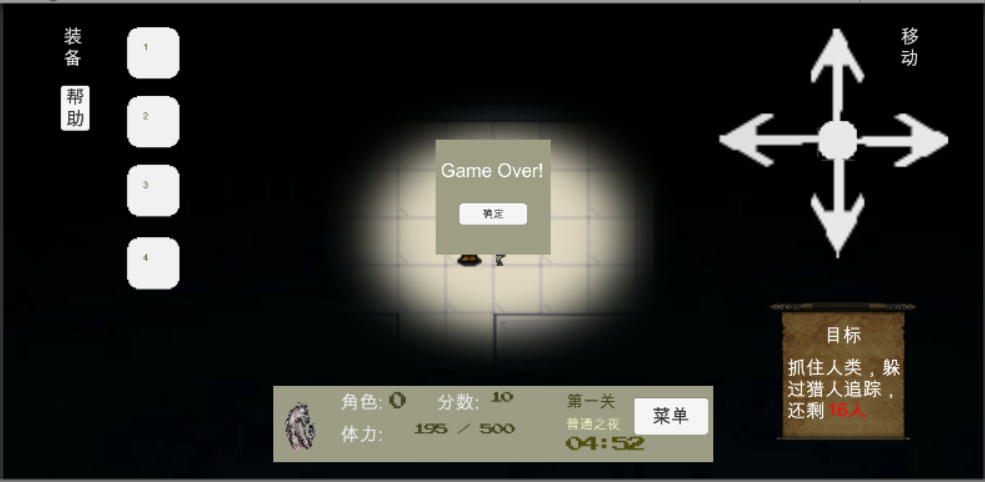 装
备
帮
助
1
2
3
4
移
动
Game Over!
确定
目标
抓住人类，躲
过猎人追踪，
还剩16人
角色: 0 分数: 10
体力: 195 / 500
第一关
普通之夜
04:52
菜单